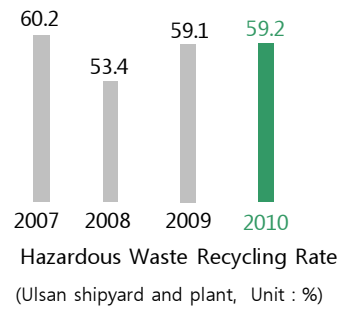 60.2
53.4
59.1
59.2
2007 2008 2009 2010
Hazardous Waste Recycling Rate
(Ulsan shipyard and plant, Unit : %)